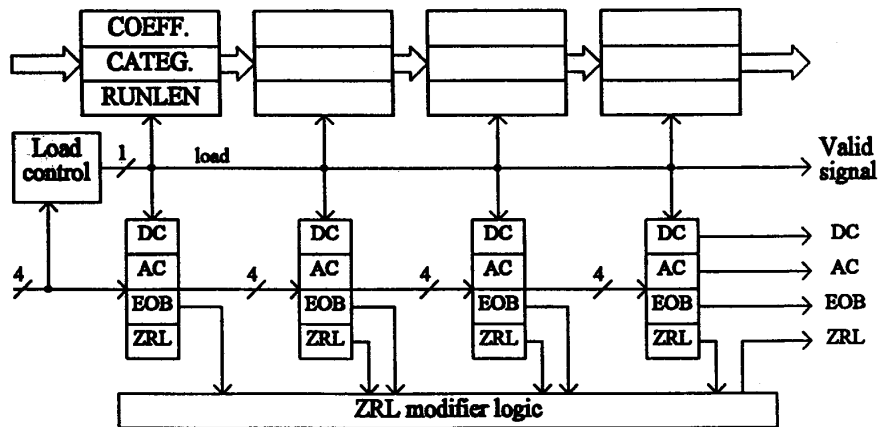 COEFF.
CATEG.
RUNLEN
Load
control
1
load
Valid
signal
DC
DC
DC
DC
DC
4
AC
4
AC
4
AC
4
AC
AC
EOB
EOB
EOB
EOB
EOB
ZRL
ZRL
ZRL
ZRL
ZRL
ZRL modifier logic